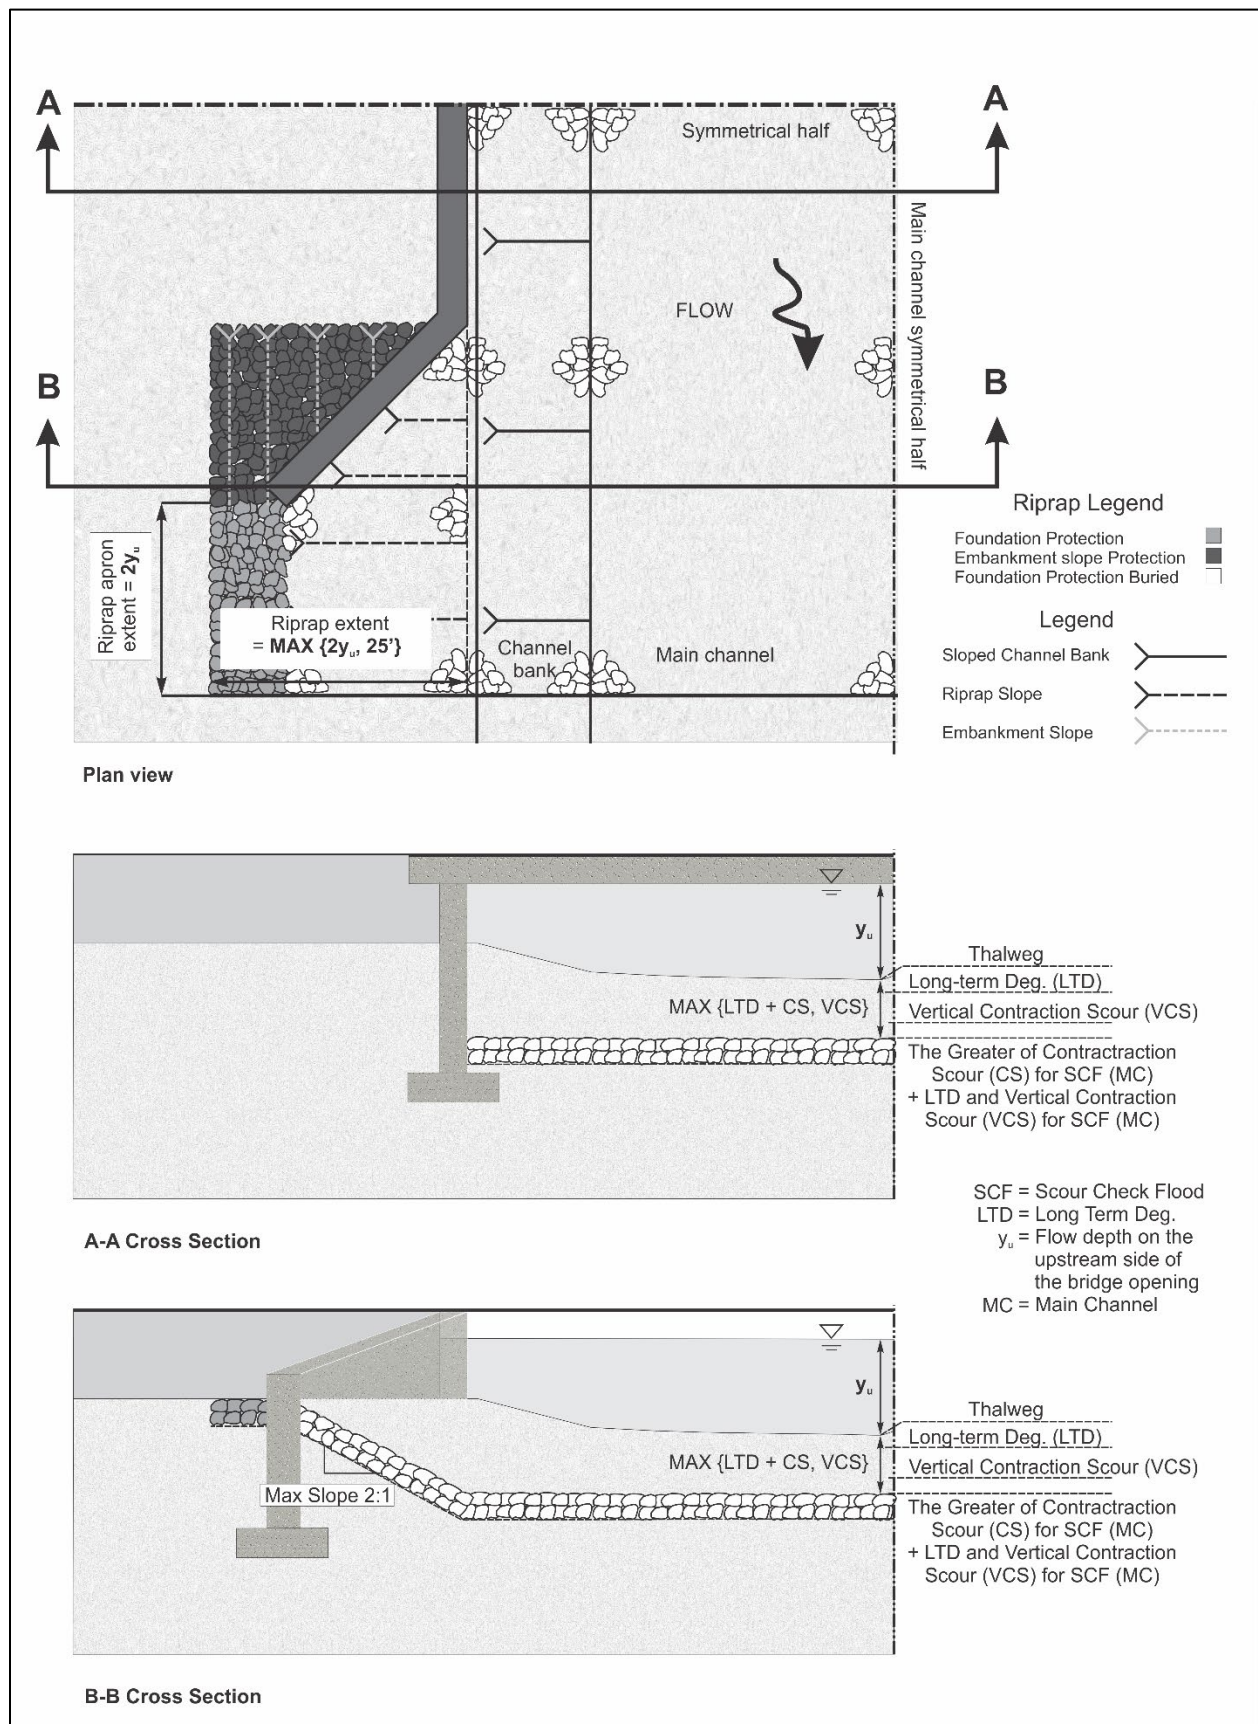 A
A
Symmetrical half
Main channel symmetrical half
FLOW
B
B
Riprap apron
extent = 2yu
Riprap extent
= MAX {2yu, 25'}
Channel
bank
Main channel
Riprap Legend
Foundation Protection
Embankment slope Protection
Foundation Protection Buried
Legend
Sloped Channel Bank
Riprap Slope
Embankment Slope
Plan view
yu
Thalweg
Long-term Deg. (LTD)
MAX {LTD + CS, VCS}
Vertical Contraction Scour (VCS)
The Greater of Contractraction
Scour (CS) for SCF (MC)
+ LTD and Vertical Contraction
Scour (VCS) for SCF (MC)
A-A Cross Section
SCF = Scour Check Flood
LTD = Long Term Deg.
yu = Flow depth on the
upstream side of
the bridge opening
MC = Main Channel
yu
Thalweg
Long-term Deg. (LTD)
MAX {LTD + CS, VCS}
Vertical Contraction Scour (VCS)
Max Slope 2:1
The Greater of Contractraction
Scour (CS) for SCF (MC)
+ LTD and Vertical Contraction
Scour (VCS) for SCF (MC)
B-B Cross Section